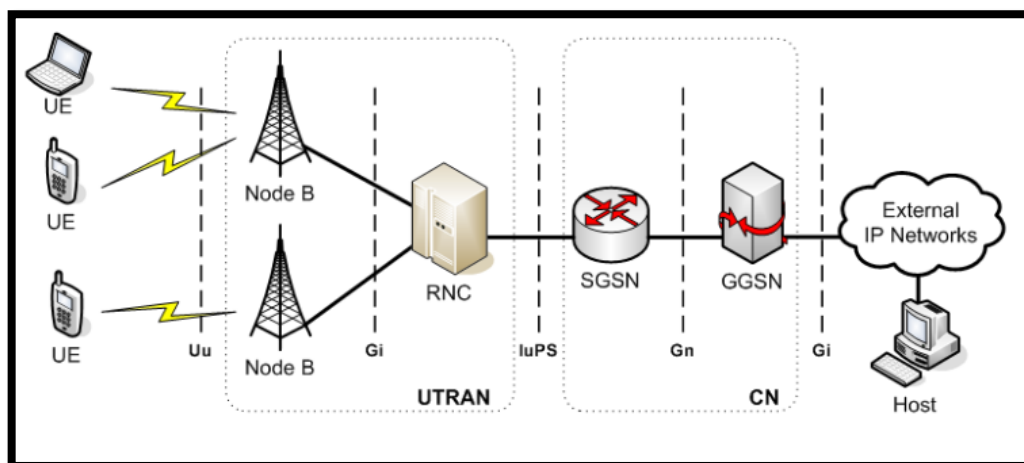 UE
UE
UE
Uu
Node B
Node B
Gi
RNC
UTRAN
IuPS
SGSN
Gn
GGSN
CN
Gi
External
IP Networks
Host